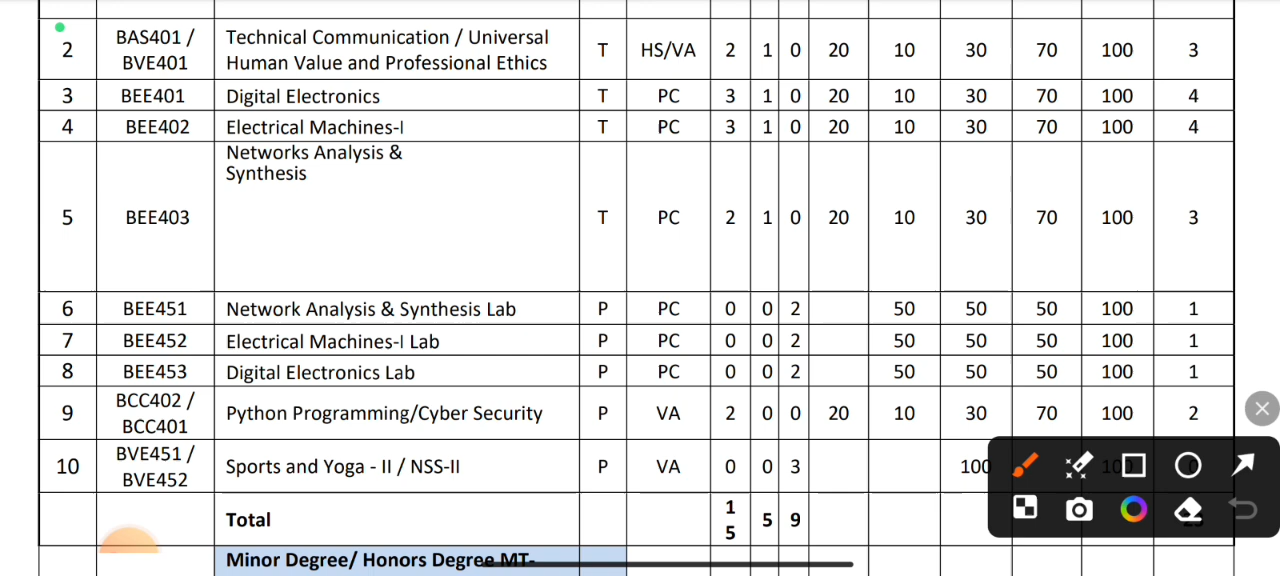 2 BAS401 / BVE401 Technical Communication / Universal Human Value and Professional Ethics T HS/VA 2 1 0 20 10 30 70 100 3
3 BEE401 Digital Electronics T PC 3 1 0 20 10 30 70 100 4
4 BEE402 Electrical Machines-I T PC 3 1 0 20 10 30 70 100 4
5 BEE403 Networks Analysis & Synthesis T PC 2 1 0 20 10 30 70 100 3
6 BEE451 Network Analysis & Synthesis Lab P PC 0 0 2 50 50 50 100 1
7 BEE452 Electrical Machines-I Lab P PC 0 0 2 50 50 50 100 1
8 BEE453 Digital Electronics Lab P PC 0 0 2 50 50 50 100 1
9 BCC402 / BCC401 Python Programming/Cyber Security P VA 2 0 0 20 10 30 70 100 2
10 BVE451 / BVE452 Sports and Yoga - II / NSS-II P VA 0 0 3 100
Total 15 5 9
Minor Degree/ Honors Degree MT-